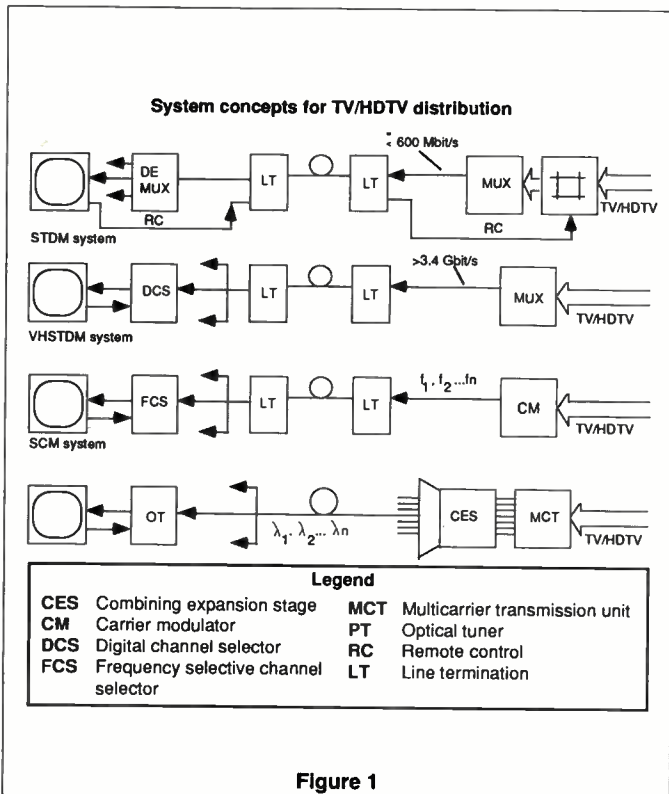 System concepts for TV/HDTV distribution
< 600 Mbit/s
DE
MUX
LT
LT
MUX
RC
RC
TV/HDTV
STDM system
>3.4 Gbit/s
DCS
LT
LT
MUX
TV/HDTV
VHSTDM system
f1, f2...fn
FCS
LT
LT
CM
TV/HDTV
SCM system
OT
λ1, λ2... λn
CES
MCT
TV/HDTV
Legend
CES Combining expansion stage
CM Carrier modulator
DCS Digital channel selector
FCS Frequency selective channel
selector
MCT Multicarrier transmission unit
PT Optical tuner
RC Remote control
LT Line termination
Figure 1